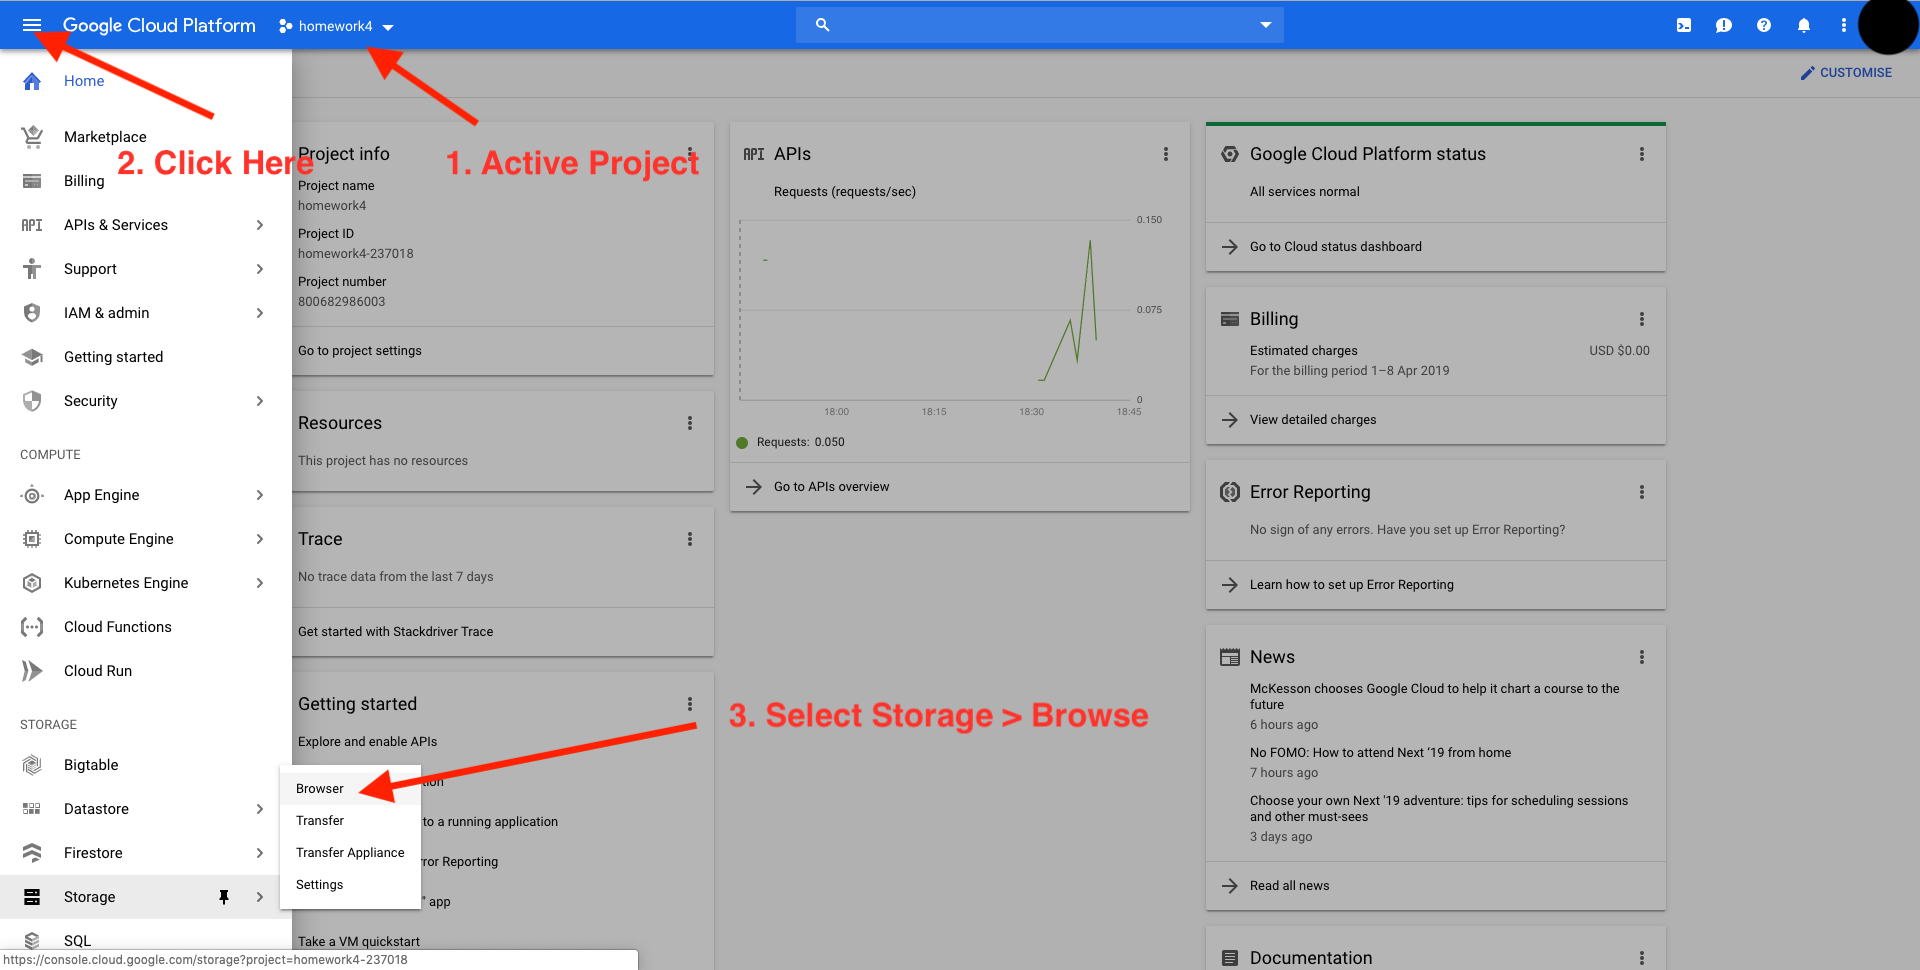 Google Cloud Platform
homework4
CUSTOMISE
Home
Marketplace
Billing
API APIs & Services
Support
IAM & admin
Getting started
Security
COMPUTE
App Engine
Compute Engine
Kubernetes Engine
Cloud Functions
Cloud Run
STORAGE
Bigtable
Datastore
Firestore
Storage
SQL
Browser
Transfer
Transfer Appliance
Settings
2. Click Here
1. Active Project
3. Select Storage > Browse
Project info
Project name
homework4
Project ID
homework4-237018
Project number
800682986003
Go to project settings
Resources
This project has no resources
Trace
No trace data from the last 7 days
Get started with Stackdriver Trace
Getting started
Explore and enable APIs
tion
to a running application
rror Reporting
" app
Take a VM quickstart
API APIs
Requests (requests/sec)
0.150
0.075
0
18:00 18:15 18:30 18:45
Requests: 0.050
Go to APIs overview
Google Cloud Platform status
All services normal
Go to Cloud status dashboard
Billing
Estimated charges USD $0.00
For the billing period 1–8 Apr 2019
View detailed charges
Error Reporting
No sign of any errors. Have you set up Error Reporting?
Learn how to set up Error Reporting
News
McKesson chooses Google Cloud to help it chart a course to the
future
6 hours ago
No FOMO: How to attend Next ’19 from home
7 hours ago
Choose your own Next '19 adventure: tips for scheduling sessions
and other must-sees
3 days ago
Read all news
Documentation
https://console.cloud.google.com/storage?project=homework4-237018